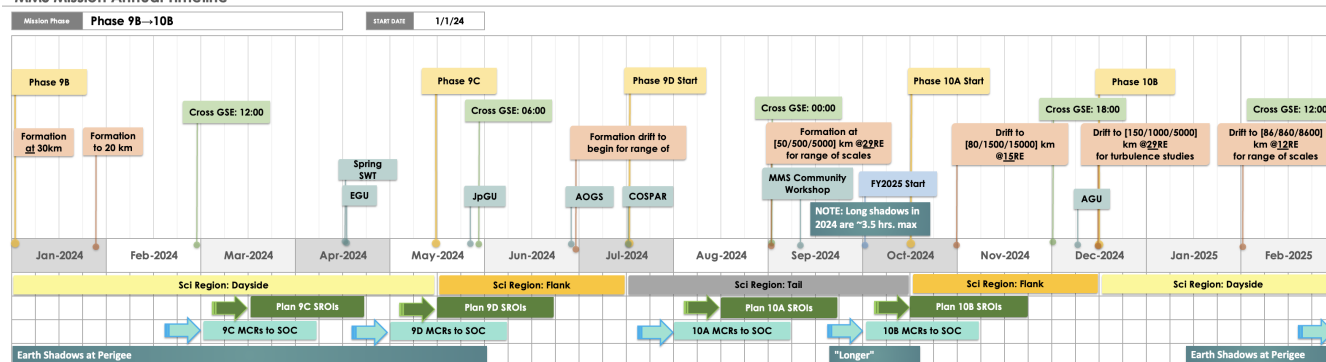 MMS Mission Annual Timeline
Mission Phase
Phase 9B→10B
START DATE
1/1/24
Phase 9B
Phase 9C
Phase 9D Start
Phase 10A Start
Phase 10B
Cross GSE: 12:00
Cross GSE: 06:00
Cross GSE: 00:00
Cross GSE: 18:00
Cross GSE: 12:00
Formation
at 30km
Formation
to 20 km
Formation drift to
begin for range of
Formation at
[50/500/5000] km @29RE
for range of scales
Drift to
[80/1500/15000] km
@15RE
Drift to [150/1000/5000]
km @29RE
for turbulence studies
Drift to [86/860/8600]
km @12RE
for range of scales
Spring
SWT
EGU
JpGU
AOGS
COSPAR
MMS Community
Workshop
FY2025 Start
AGU
NOTE: Long shadows in
2024 are ~3.5 hrs. max
Jan-2024
Feb-2024
Mar-2024
Apr-2024
May-2024
Jun-2024
Jul-2024
Aug-2024
Sep-2024
Oct-2024
Nov-2024
Dec-2024
Jan-2025
Feb-2025
Sci Region: Dayside
Sci Region: Flank
Sci Region: Tail
Sci Region: Flank
Sci Region: Dayside
Plan 9C SROIs
Plan 9D SROIs
Plan 10A SROIs
Plan 10B SROIs
9C MCRs to SOC
9D MCRs to SOC
10A MCRs to SOC
10B MCRs to SOC
Earth Shadows at Perigee
"Longer"
Earth Shadows at Perigee